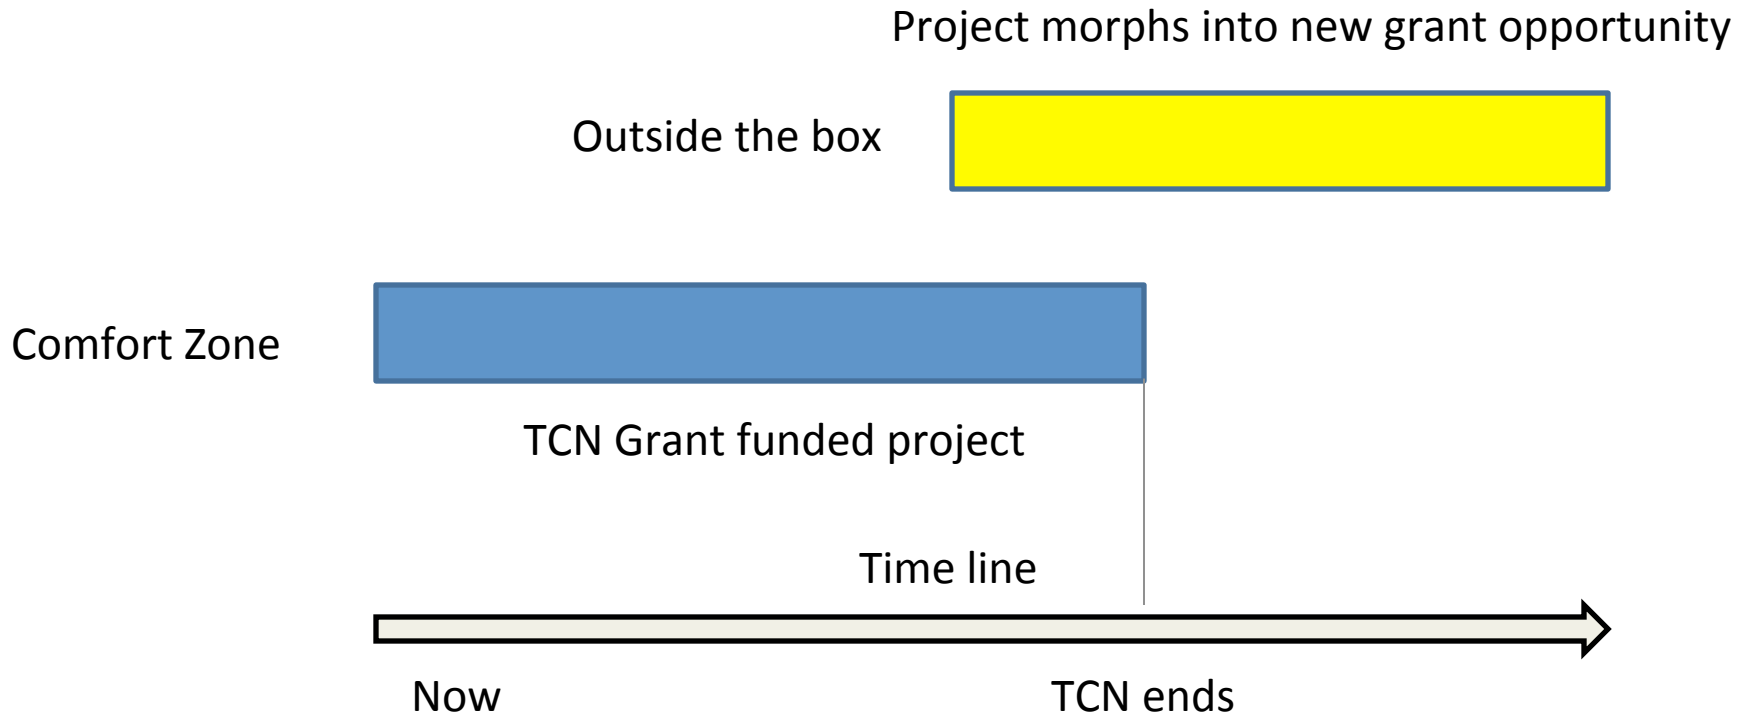 Project morphs into new grant opportunity
Outside the box
Comfort Zone
TCN Grant funded project
Time line
Now
TCN ends